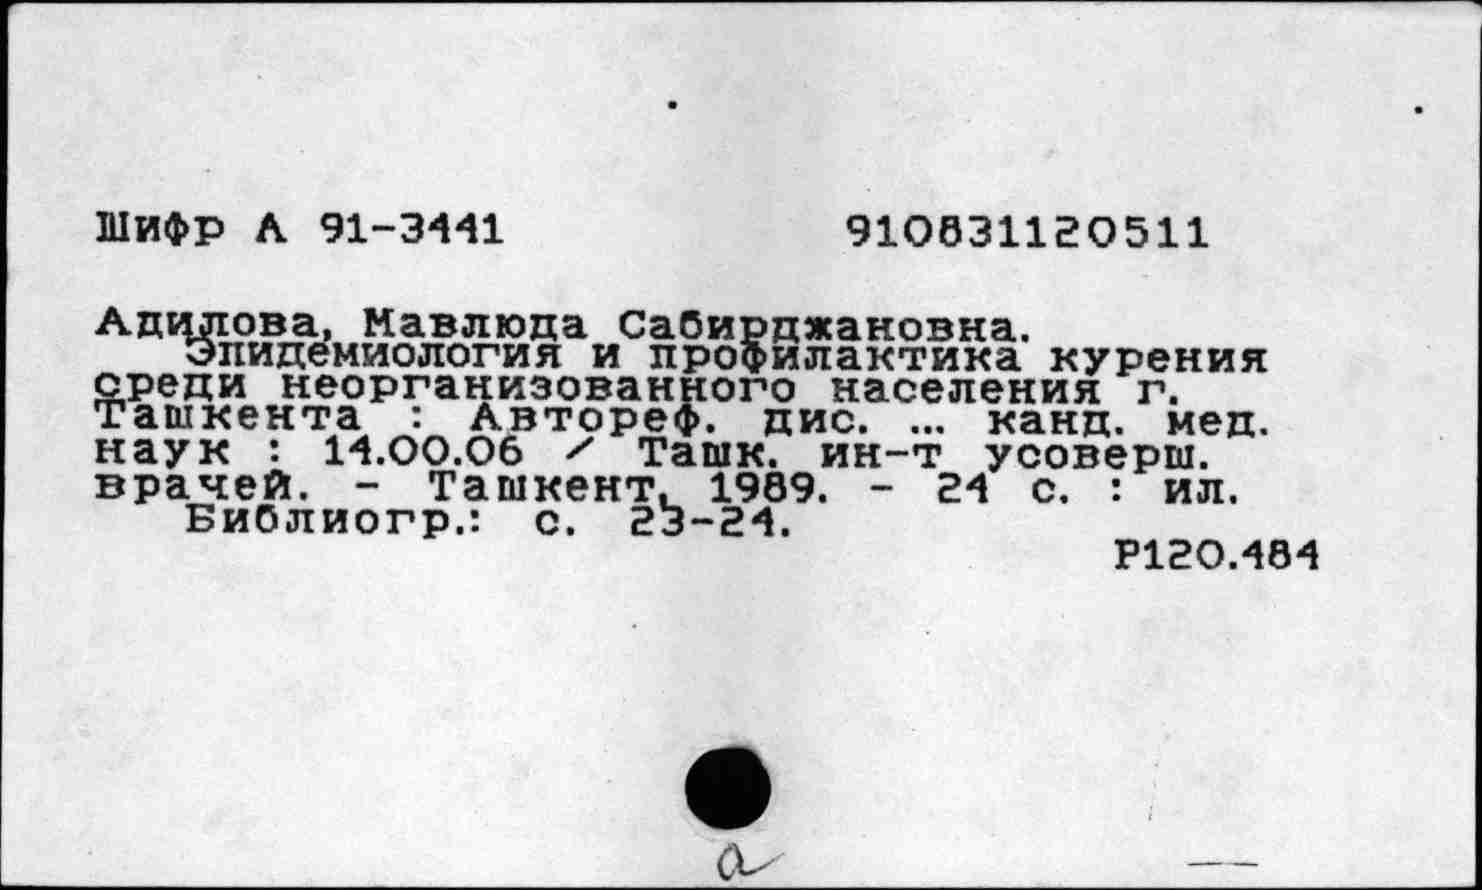 Шифр А 91-3441 910831120511
Адилова, Мавлюда Сабирджановна.
Эпидемиология и профилактика курения
среди неорганизованного населения г.
Ташкента : Автореф. дис. ... канд. мед.
наук : 14.00.06 / Ташк. ин-т усоверш.
врачей. - Ташкент, 1989. - 24 с. : ил.
Библиогр.: с. 23-24.
Р120.484
a